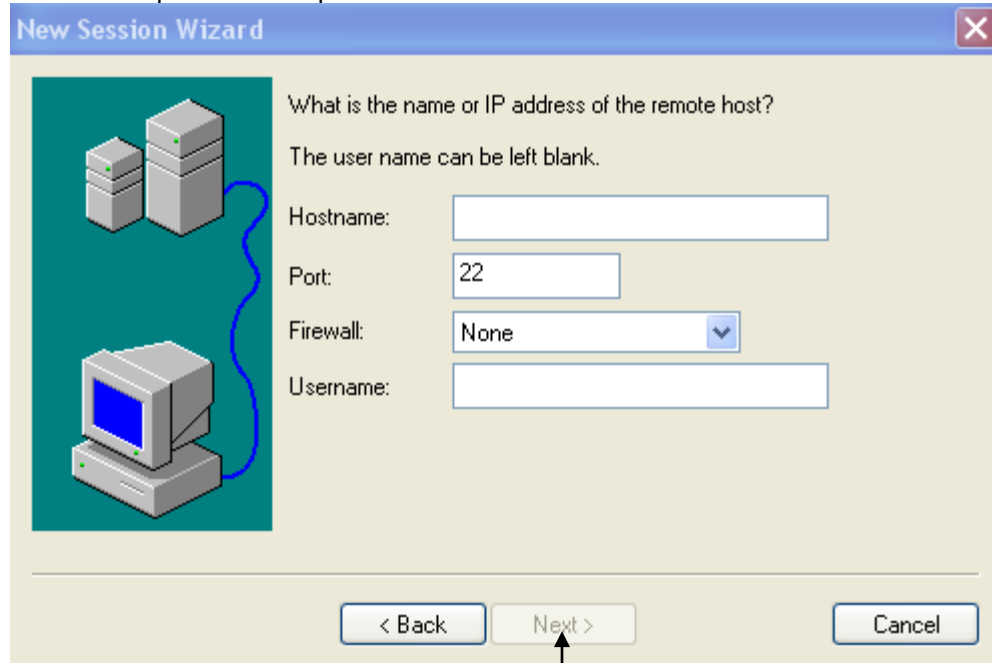 New Session Wizard
What is the name or IP address of the remote host?
The user name can be left blank.
Hostname:
Port: 22
Firewall: None
Username:
< Back Next > Cancel